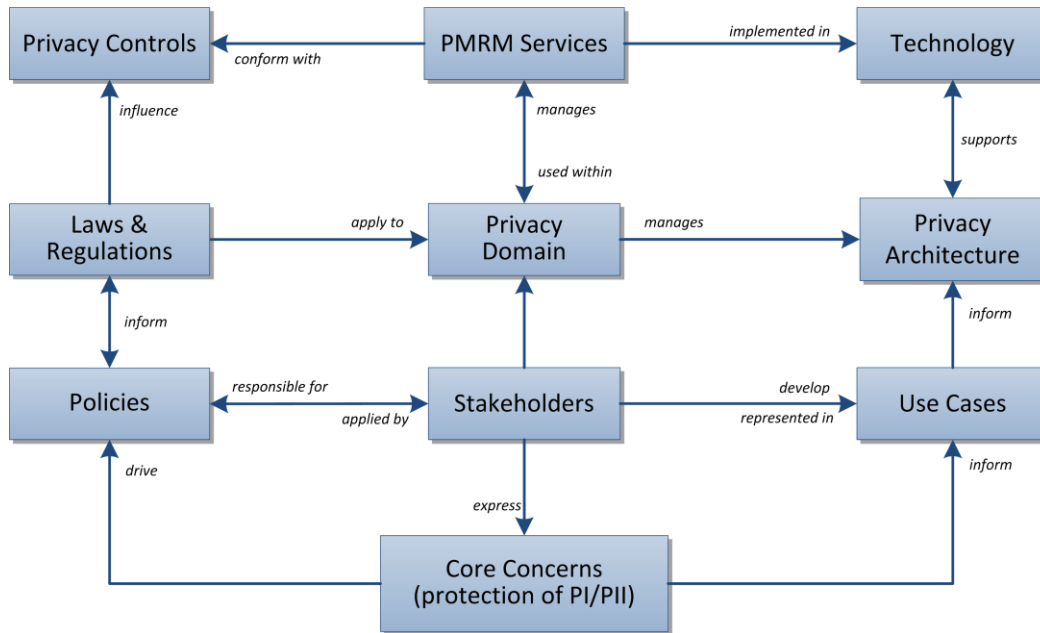 Privacy Controls
conform with
PMRM Services
implemented in
Technology
influence
manages
used within
supports
Laws &
Regulations
apply to
Privacy
Domain
manages
Privacy
Architecture
inform
inform
Policies
responsible for
applied by
Stakeholders
develop
represented in
Use Cases
drive
express
inform
Core Concerns
(protection of PI/PII)